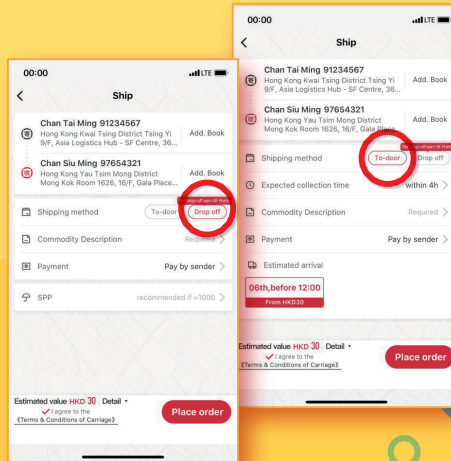 00:00
LTE
Ship
寄
Chan Tai Ming 91234567
Hong Kong Kwai Tsing District Tsing Yi
9/F, Asia Logistics Hub - SF Centre, 36...
Add. Book
收
Chan Siu Ming 97654321
Hong Kong Yau Tsim Mong District
Mong Kok Room 1626, 16/F, Gala Place...
Add. Book
Shipping method
To-door
Drop off
Commodity Description
Required
Payment
Pay by sender
SPP
recommended if >1000
Estimated value HKD 30 Detail
I agree to the
《Terms & Conditions of Carriage》
Place order
00:00
LTE
Ship
寄
Chan Tai Ming 91234567
Hong Kong Kwai Tsing District Tsing Yi
9/F, Asia Logistics Hub - SF Centre, 36...
Add. Book
收
Chan Siu Ming 97654321
Hong Kong Yau Tsim Mong District
Mong Kok Room 1626, 16/F, Gala Place...
Add. Book
Shipping method
To-door
Drop off
Expected collection time
within 4h
Commodity Description
Required
Payment
Pay by sender
Estimated arrival
06th,before 12:00
From HKD30
Estimated value HKD 30 Detail
I agree to the
《Terms & Conditions of Carriage》
Place order